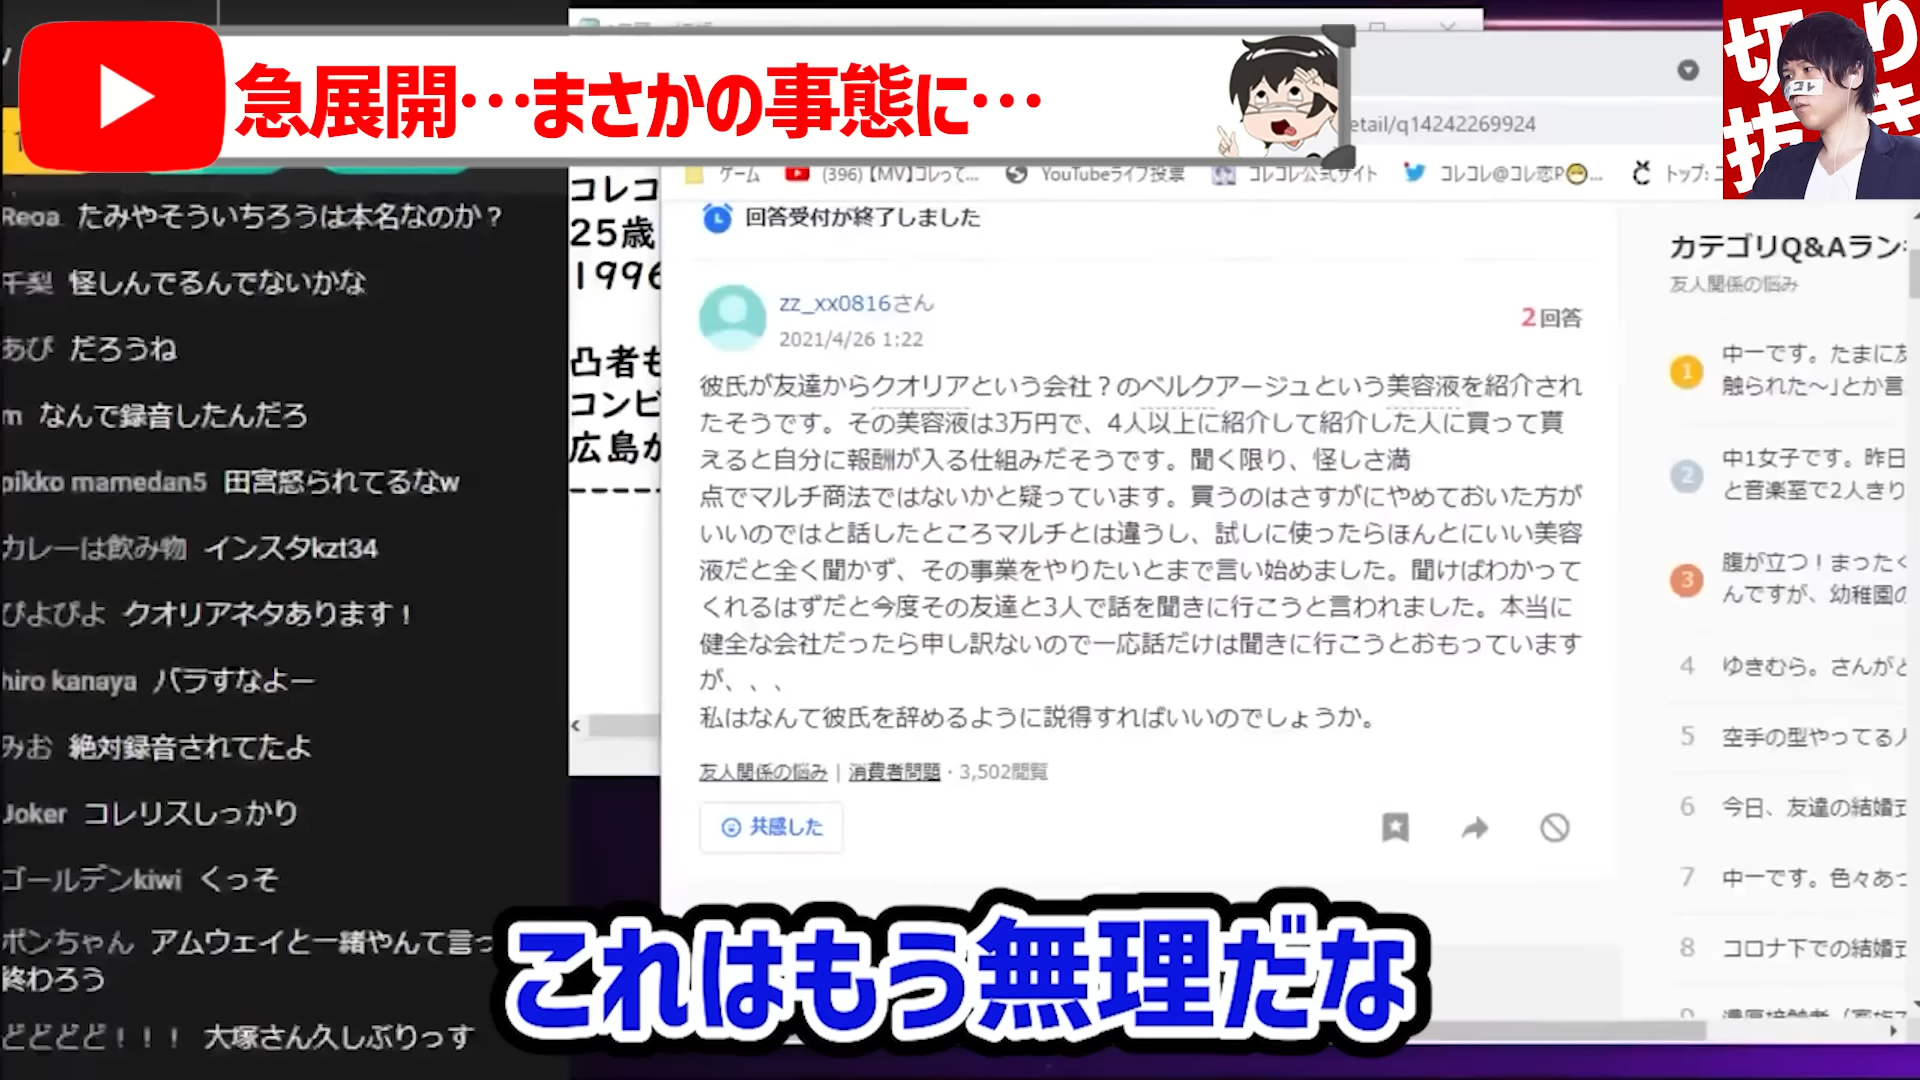 急展開…まさかの事態に…
切り抜き
コレ
etail/q14242269924
ゲーム
(396)【MV】コレって...
YouTubeライブ投票
コレコレ公式サイト
コレコレ@コレ恋P😁...
トップ: コ
Reoa たみやそういちろうは本名なのか？
千梨 怪しんでるんでないかな
あぴ だろうね
m なんで録音したんだろ
pikko mamedan5 田宮怒られてるなw
カレーは飲み物 インスタkzt34
ぴよぴよ クオリアネタあります！
hiro kanaya バラすなよー
みお 絶対録音されてたよ
Joker コレリスしっかり
ゴールデンkiwi くっそ
ポンちゃん アムウェイと一緒やんて言っ
終わろう
どどどど！！！ 大塚さん久しぶりっす
コレコ
25歳
1996
凸者も
コンビ
広島か
------
回答受付が終了しました
zz_xx0816さん
2021/4/26 1:22
2回答
彼氏が友達からクオリアという会社？のベルクアージュという美容液を紹介され
たそうです。その美容液は3万円で、4人以上に紹介して紹介した人に買って貰
えると自分に報酬が入る仕組みだそうです。聞く限り、怪しさ満
点でマルチ商法ではないかと疑っています。買うのはさすがにやめておいた方が
いいのではと話したところマルチとは違うし、試しに使ったらほんとにいい美容
液だと全く聞かず、その事業をやりたいとまで言い始めました。聞けばわかって
くれるはずだと今度その友達と3人で話を聞きに行こうと言われました。本当に
健全な会社だったら申し訳ないので一応話だけは聞きに行こうとおもっています
が、、、
私はなんて彼氏を辞めるように説得すればいいのでしょうか。
友人関係の悩み | 消費者問題・3,502閲覧
共感した
カテゴリQ&Aラン
友人関係の悩み
1 中一です。たまに友
触られた～」とか言
2 中1女子です。昨日
と音楽室で2人きり
3 腹が立つ！まったく
んですが、幼稚園の
4 ゆきむら。さんがと
5 空手の型やってる人
6 今日、友達の結婚式
7 中一です。色々あっ
8 コロナ下での結婚式
これはもう無理だな